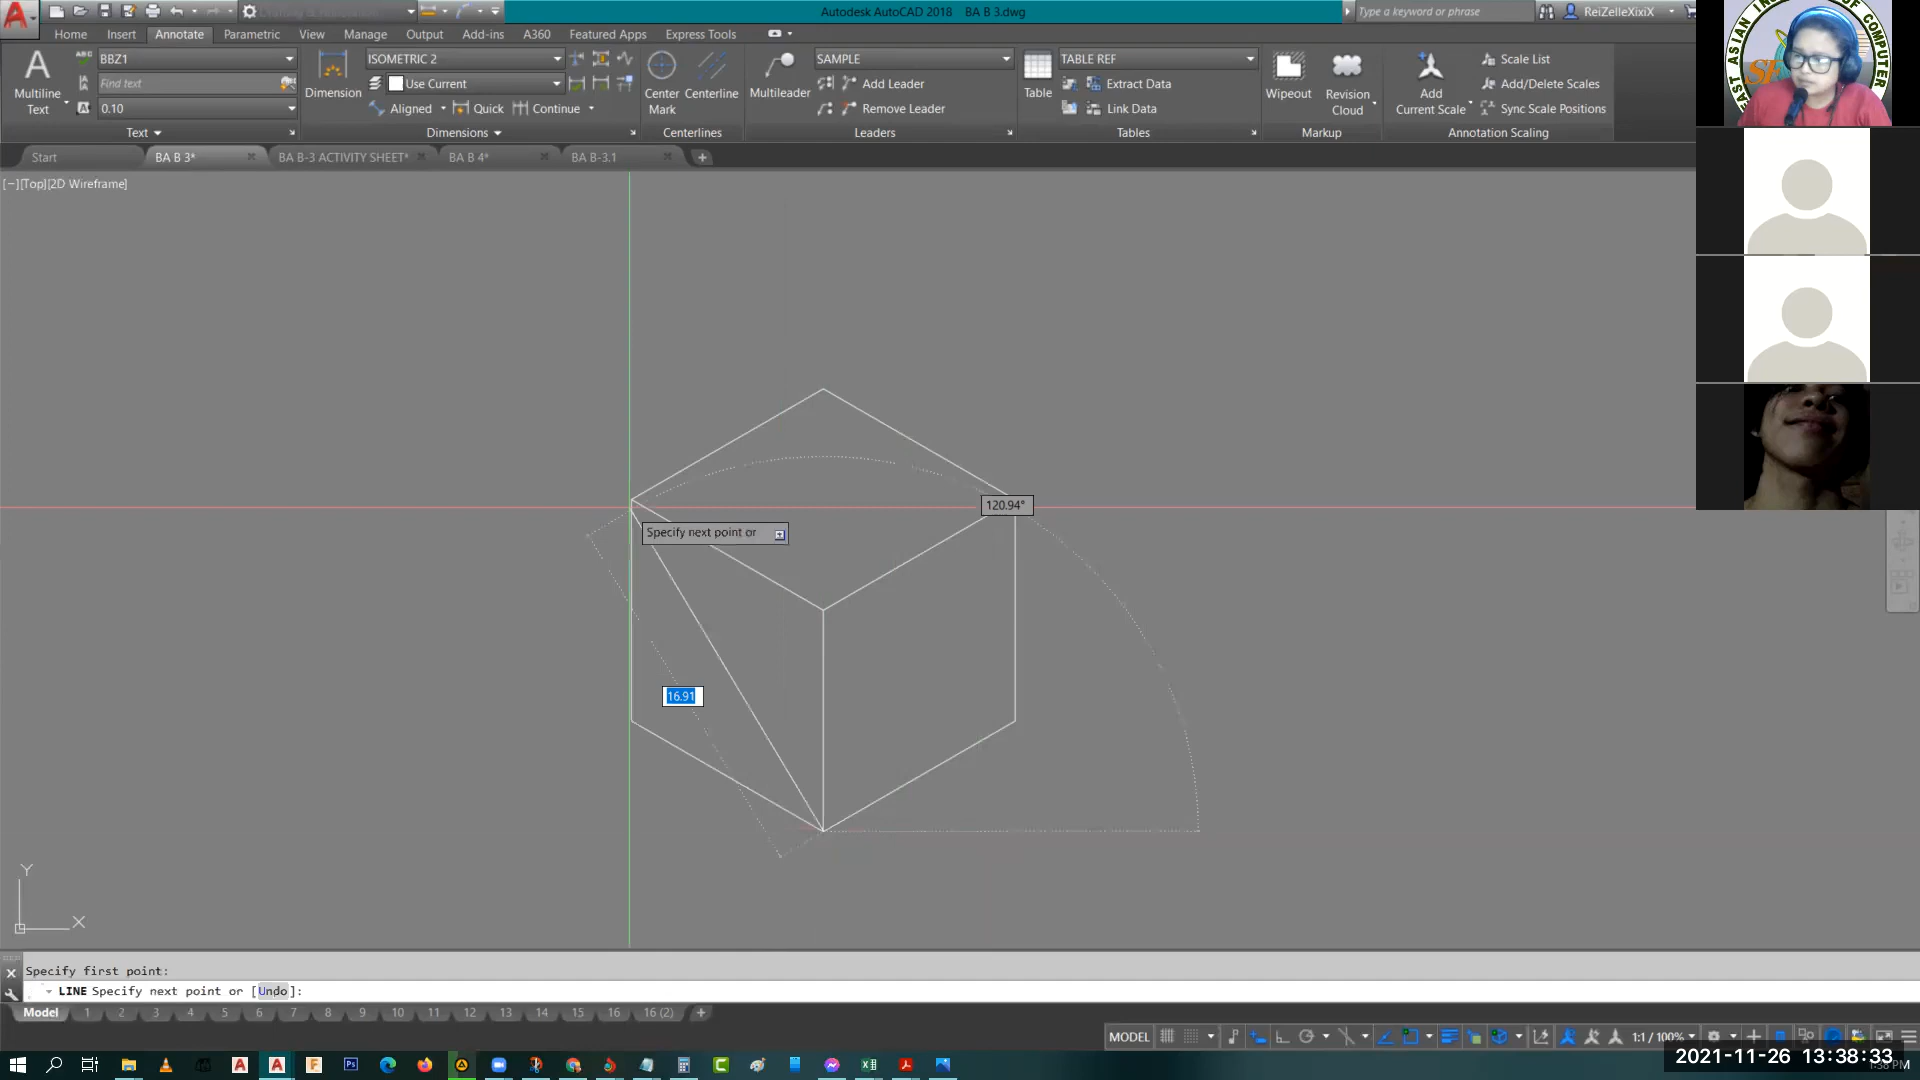 Autodesk AutoCAD 2018 BA B 3.dwg
Type a keyword or phrase
ReiZelleXixiX
Home Insert Annotate Parametric View Manage Output Add-ins A360 Featured Apps Express Tools
Multiline Text
BBZ1
Find text
0.10
Text
Dimension
ISOMETRIC 2
Use Current
Aligned Quick Continue
Dimensions
Center Mark
Centerline
Centerlines
Multileader
SAMPLE
Add Leader
Remove Leader
Leaders
Table
TABLE REF
Extract Data
Link Data
Tables
Wipeout
Revision Cloud
Markup
Add Current Scale
Scale List
Add/Delete Scales
Sync Scale Positions
Annotation Scaling
Start BA B 3* BA B-3 ACTIVITY SHEET* BA B 4* BA B-3.1
[−][Top][2D Wireframe]
120.94°
Specify next point or
16.91
Y
X
Specify first point:
LINE Specify next point or [Undo]:
Model 1 2 3 4 5 6 7 8 9 10 11 12 13 14 15 16 16 (2)
MODEL
1:1 / 100%
2021-11-26 13:38:33